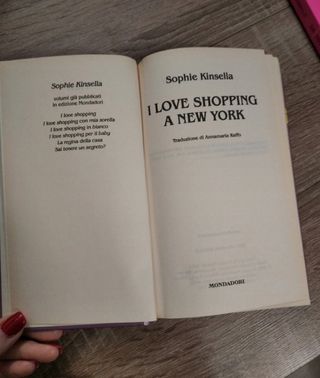 Sophie Kinsella
volumi già pubblicati
in edizione Mondadori
I love shopping
I love shopping con mia sorella
I love shopping in bianco
I love shopping per il baby
La regina della casa
Sai tenere un segreto?
Sophie Kinsella
I LOVE SHOPPING
A NEW YORK
Traduzione di Annamaria Raffo
MONDADORI